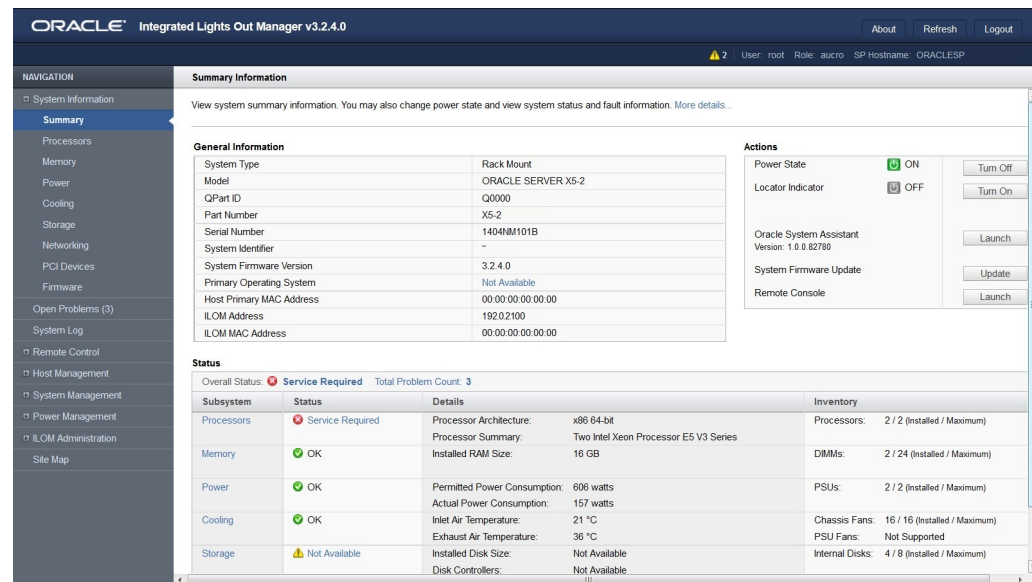 ORACLE® Integrated Lights Out Manager v3.2.4.0
About Refresh Logout
2 User: root Role: aucro SP Hostname: ORACLESP
NAVIGATION
System Information
Summary
Processors
Memory
Power
Cooling
Storage
Networking
PCI Devices
Firmware
Open Problems (3)
System Log
Remote Control
Host Management
System Management
Power Management
ILOM Administration
Site Map
Summary Information
View system summary information. You may also change power state and view system status and fault information. More details...
General Information
System Type Rack Mount
Model ORACLE SERVER X5-2
QPart ID Q0000
Part Number X5-2
Serial Number 1404NM101B
System Identifier -
System Firmware Version 3.2.4.0
Primary Operating System Not Available
Host Primary MAC Address 00:00:00:00:00:00
ILOM Address 192.0.2.100
ILOM MAC Address 00:00:00:00:00:00
Actions
Power State ON Turn Off
Locator Indicator OFF Turn On
Oracle System Assistant Launch
Version: 1.0.0.82780
System Firmware Update Update
Remote Console Launch
Status
Overall Status: Service Required Total Problem Count: 3
Subsystem Status Details Inventory
Processors Service Required Processor Architecture: x86 64-bit Processors: 2 / 2 (Installed / Maximum)
Processor Summary: Two Intel Xeon Processor E5 V3 Series
Memory OK Installed RAM Size: 16 GB DIMMs: 2 / 24 (Installed / Maximum)
Power OK Permitted Power Consumption: 606 watts PSUs: 2 / 2 (Installed / Maximum)
Actual Power Consumption: 157 watts
Cooling OK Inlet Air Temperature: 21 °C Chassis Fans: 16 / 16 (Installed / Maximum)
Exhaust Air Temperature: 36 °C PSU Fans: Not Supported
Storage Not Available Installed Disk Size: Not Available Internal Disks: 4 / 8 (Installed / Maximum)
Disk Controllers: Not Available